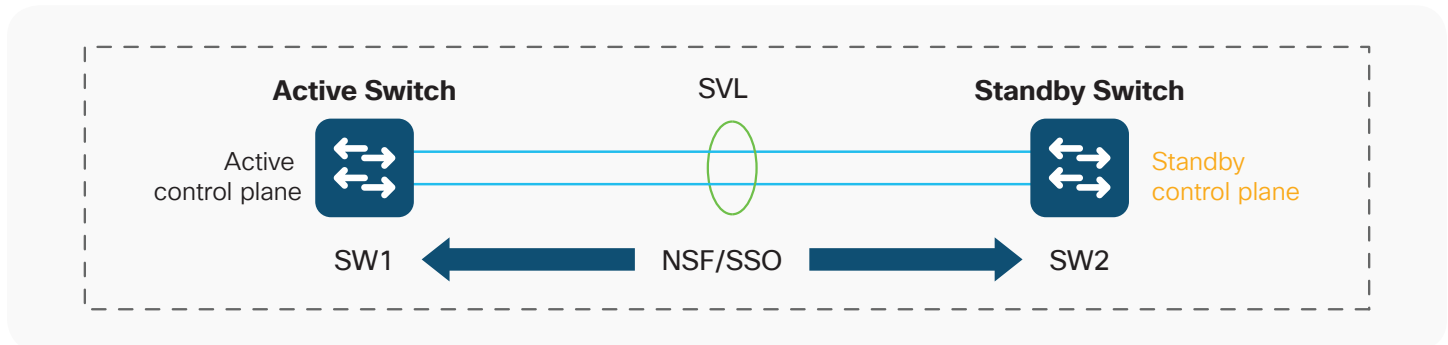 Active Switch
SVL
Standby Switch
Active
control plane
Standby
control plane
SW1
NSF/SSO
SW2